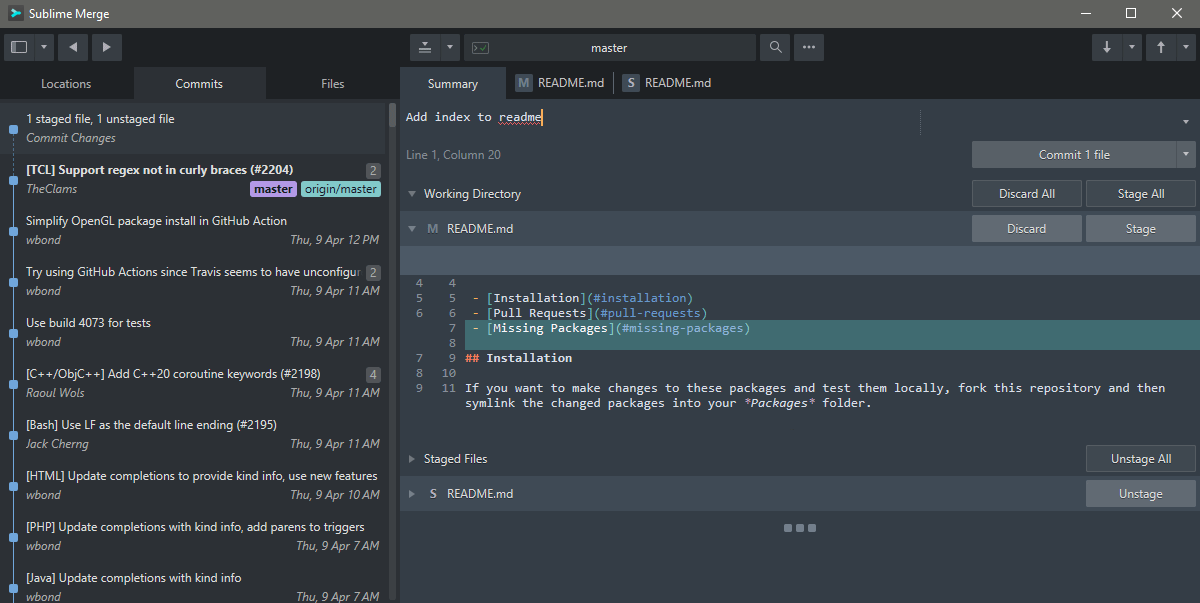 Sublime Merge
master
Locations
Commits
Files
1 staged file, 1 unstaged file
Commit Changes
[TCL] Support regex not in curly braces (#2204)
2
TheClams
master
origin/master
Simplify OpenGL package install in GitHub Action
wbond
Thu, 9 Apr 12 PM
Try using GitHub Actions since Travis seems to have unconfigur
2
wbond
Thu, 9 Apr 11 AM
Use build 4073 for tests
wbond
Thu, 9 Apr 11 AM
[C++/ObjC++] Add C++20 coroutine keywords (#2198)
4
Raoul Wols
Thu, 9 Apr 11 AM
[Bash] Use LF as the default line ending (#2195)
Jack Cherng
Thu, 9 Apr 11 AM
[HTML] Update completions to provide kind info, use new features
wbond
Thu, 9 Apr 10 AM
[PHP] Update completions with kind info, add parens to triggers
wbond
Thu, 9 Apr 7 AM
[Java] Update completions with kind info
wbond
Thu, 9 Apr 7 AM
Summary
M README.md
S README.md
Add index to readme
Line 1, Column 20
Commit 1 file
Working Directory
Discard All
Stage All
M README.md
Discard
Stage
4 4
5 5 - [Installation](#installation)
6 6 - [Pull Requests](#pull-requests)
7 - [Missing Packages](#missing-packages)
8
7 9 ## Installation
8 10
9 11 If you want to make changes to these packages and test them locally, fork this repository and then
symlink the changed packages into your *Packages* folder.
Staged Files
Unstage All
S README.md
Unstage